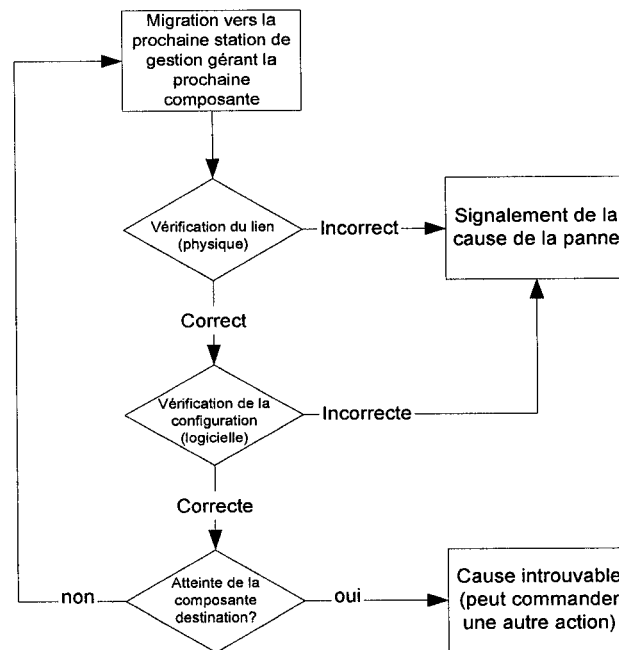 Migration vers la
prochaine station de
gestion gérant la
prochaine
composante
Vérification du lien
(physique)
Incorrect
Signalement de la
cause de la panne
Correct
Vérification de la
configuration
(logicielle)
Incorrecte
Correcte
Atteinte de la
composante
destination?
non
oui
Cause introuvable
(peut commander
une autre action)